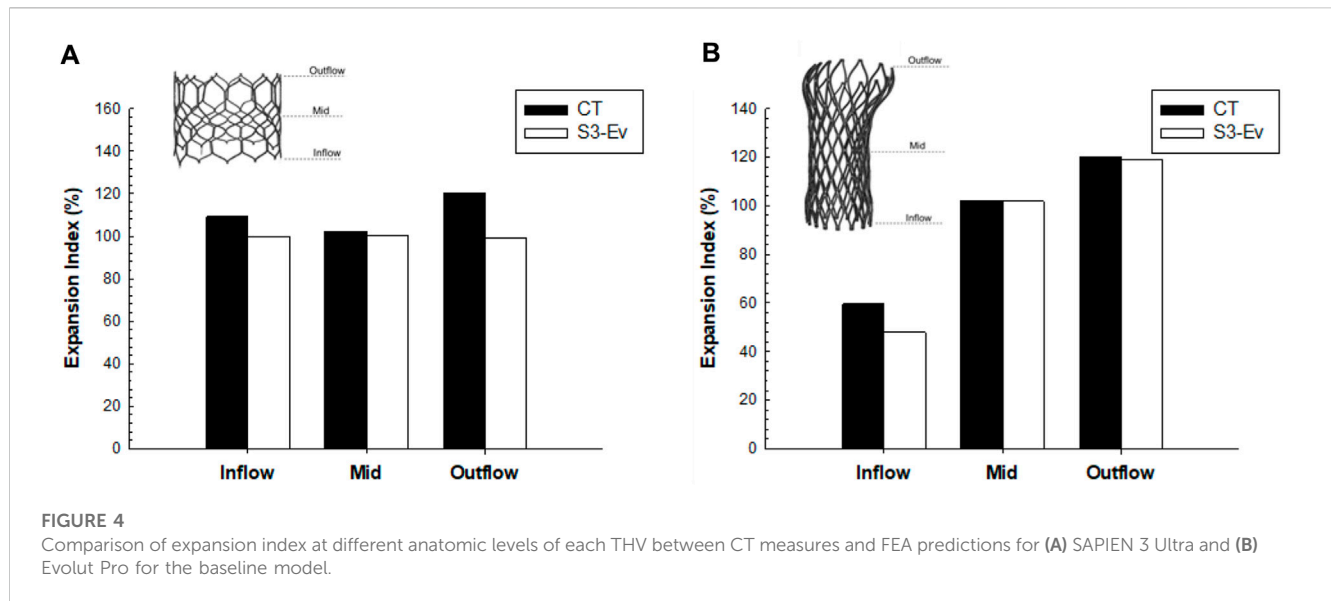 A
Outflow
Mid
Inflow
CT
S3-Ev
160
140
120
100
80
60
40
20
0
Expansion Index (%)
Inflow Mid Outflow
B
Outflow
Mid
Inflow
CT
S3-Ev
140
120
100
80
60
40
20
0
Expansion Index (%)
Inflow Mid Outflow
FIGURE 4
Comparison of expansion index at different anatomic levels of each THV between CT measures and FEA predictions for (A) SAPIEN 3 Ultra and (B)
Evolut Pro for the baseline model.